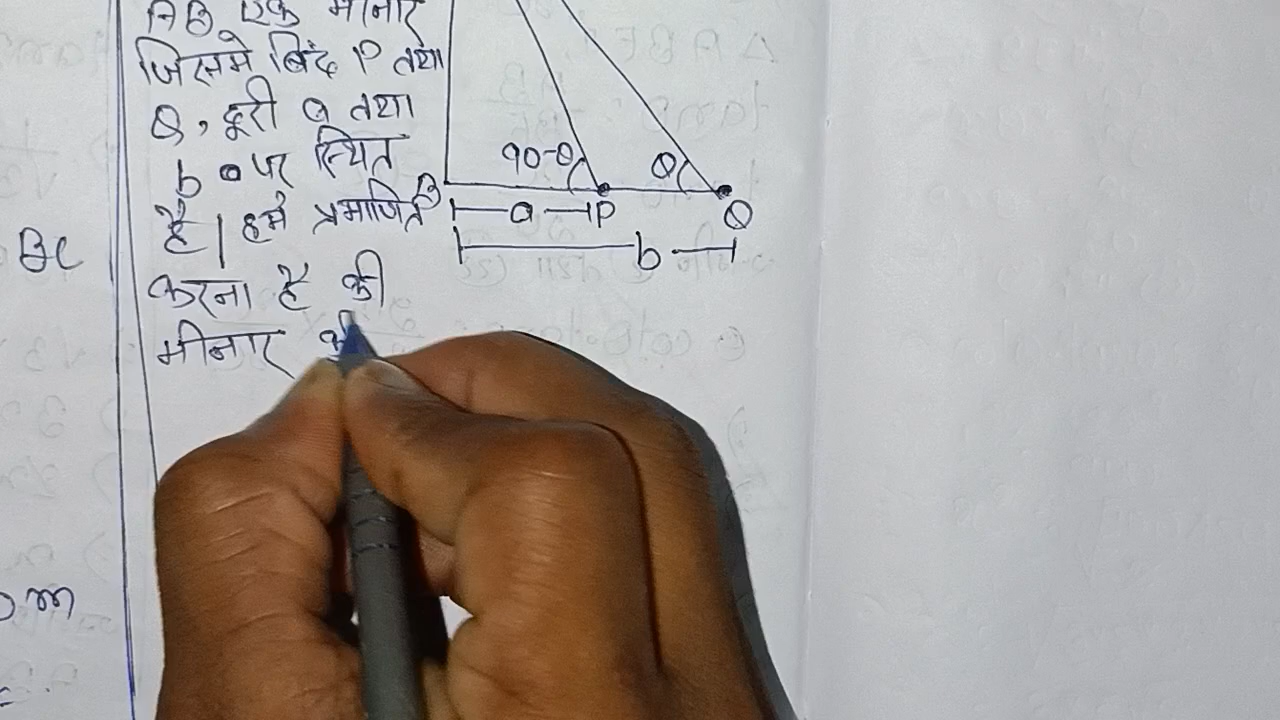 AB एक मीनार
जिसमे बिंदु P तथा
Q, दूरी a तथा
b पर स्थित
है। हमे प्रमाणित
करना है की
मीनार की
90-θ
θ
B
a
P
Q
b
BC
m